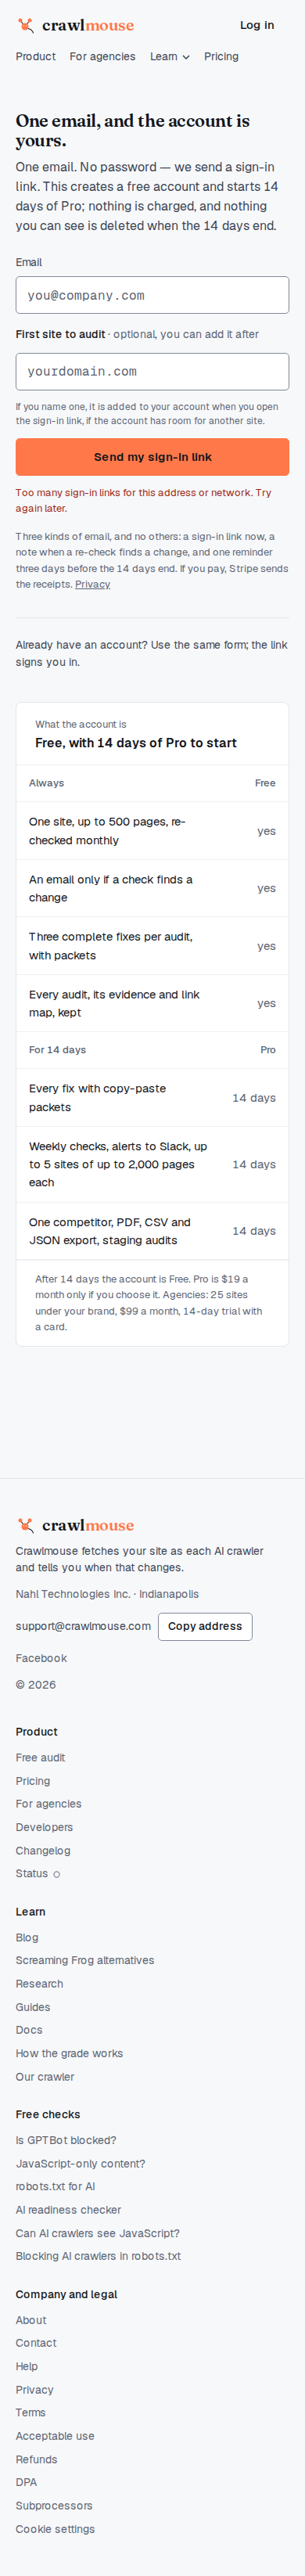 crawlmouse
Log in
Product For agencies Learn Pricing
One email, and the account is
yours.
One email. No password — we send a sign-in
link. This creates a free account and starts 14
days of Pro; nothing is charged, and nothing
you can see is deleted when the 14 days end.
Email
you@company.com
First site to audit · optional, you can add it after
yourdomain.com
If you name one, it is added to your account when you open
the sign-in link, if the account has room for another site.
Send my sign-in link
Too many sign-in links for this address or network. Try
again later.
Three kinds of email, and no others: a sign-in link now, a
note when a re-check finds a change, and one reminder
three days before the 14 days end. If you pay, Stripe sends
the receipts. Privacy
Already have an account? Use the same form; the link
signs you in.
What the account is
Free, with 14 days of Pro to start
Always Free
One site, up to 500 pages, re-
checked monthly
yes
An email only if a check finds a
change
yes
Three complete fixes per audit,
with packets
yes
Every audit, its evidence and link
map, kept
yes
For 14 days Pro
Every fix with copy-paste
packets
14 days
Weekly checks, alerts to Slack, up
to 5 sites of up to 2,000 pages
each
14 days
One competitor, PDF, CSV and
JSON export, staging audits
14 days
After 14 days the account is Free. Pro is $19 a
month only if you choose it. Agencies: 25 sites
under your brand, $99 a month, 14-day trial with
a card.
crawlmouse
Crawlmouse fetches your site as each AI crawler
and tells you when that changes.
Nahl Technologies Inc. · Indianapolis
support@crawlmouse.com Copy address
Facebook
© 2026
Product
Free audit
Pricing
For agencies
Developers
Changelog
Status
Learn
Blog
Screaming Frog alternatives
Research
Guides
Docs
How the grade works
Our crawler
Free checks
Is GPTBot blocked?
JavaScript-only content?
robots.txt for AI
AI readiness checker
Can AI crawlers see JavaScript?
Blocking AI crawlers in robots.txt
Company and legal
About
Contact
Help
Privacy
Terms
Acceptable use
Refunds
DPA
Subprocessors
Cookie settings